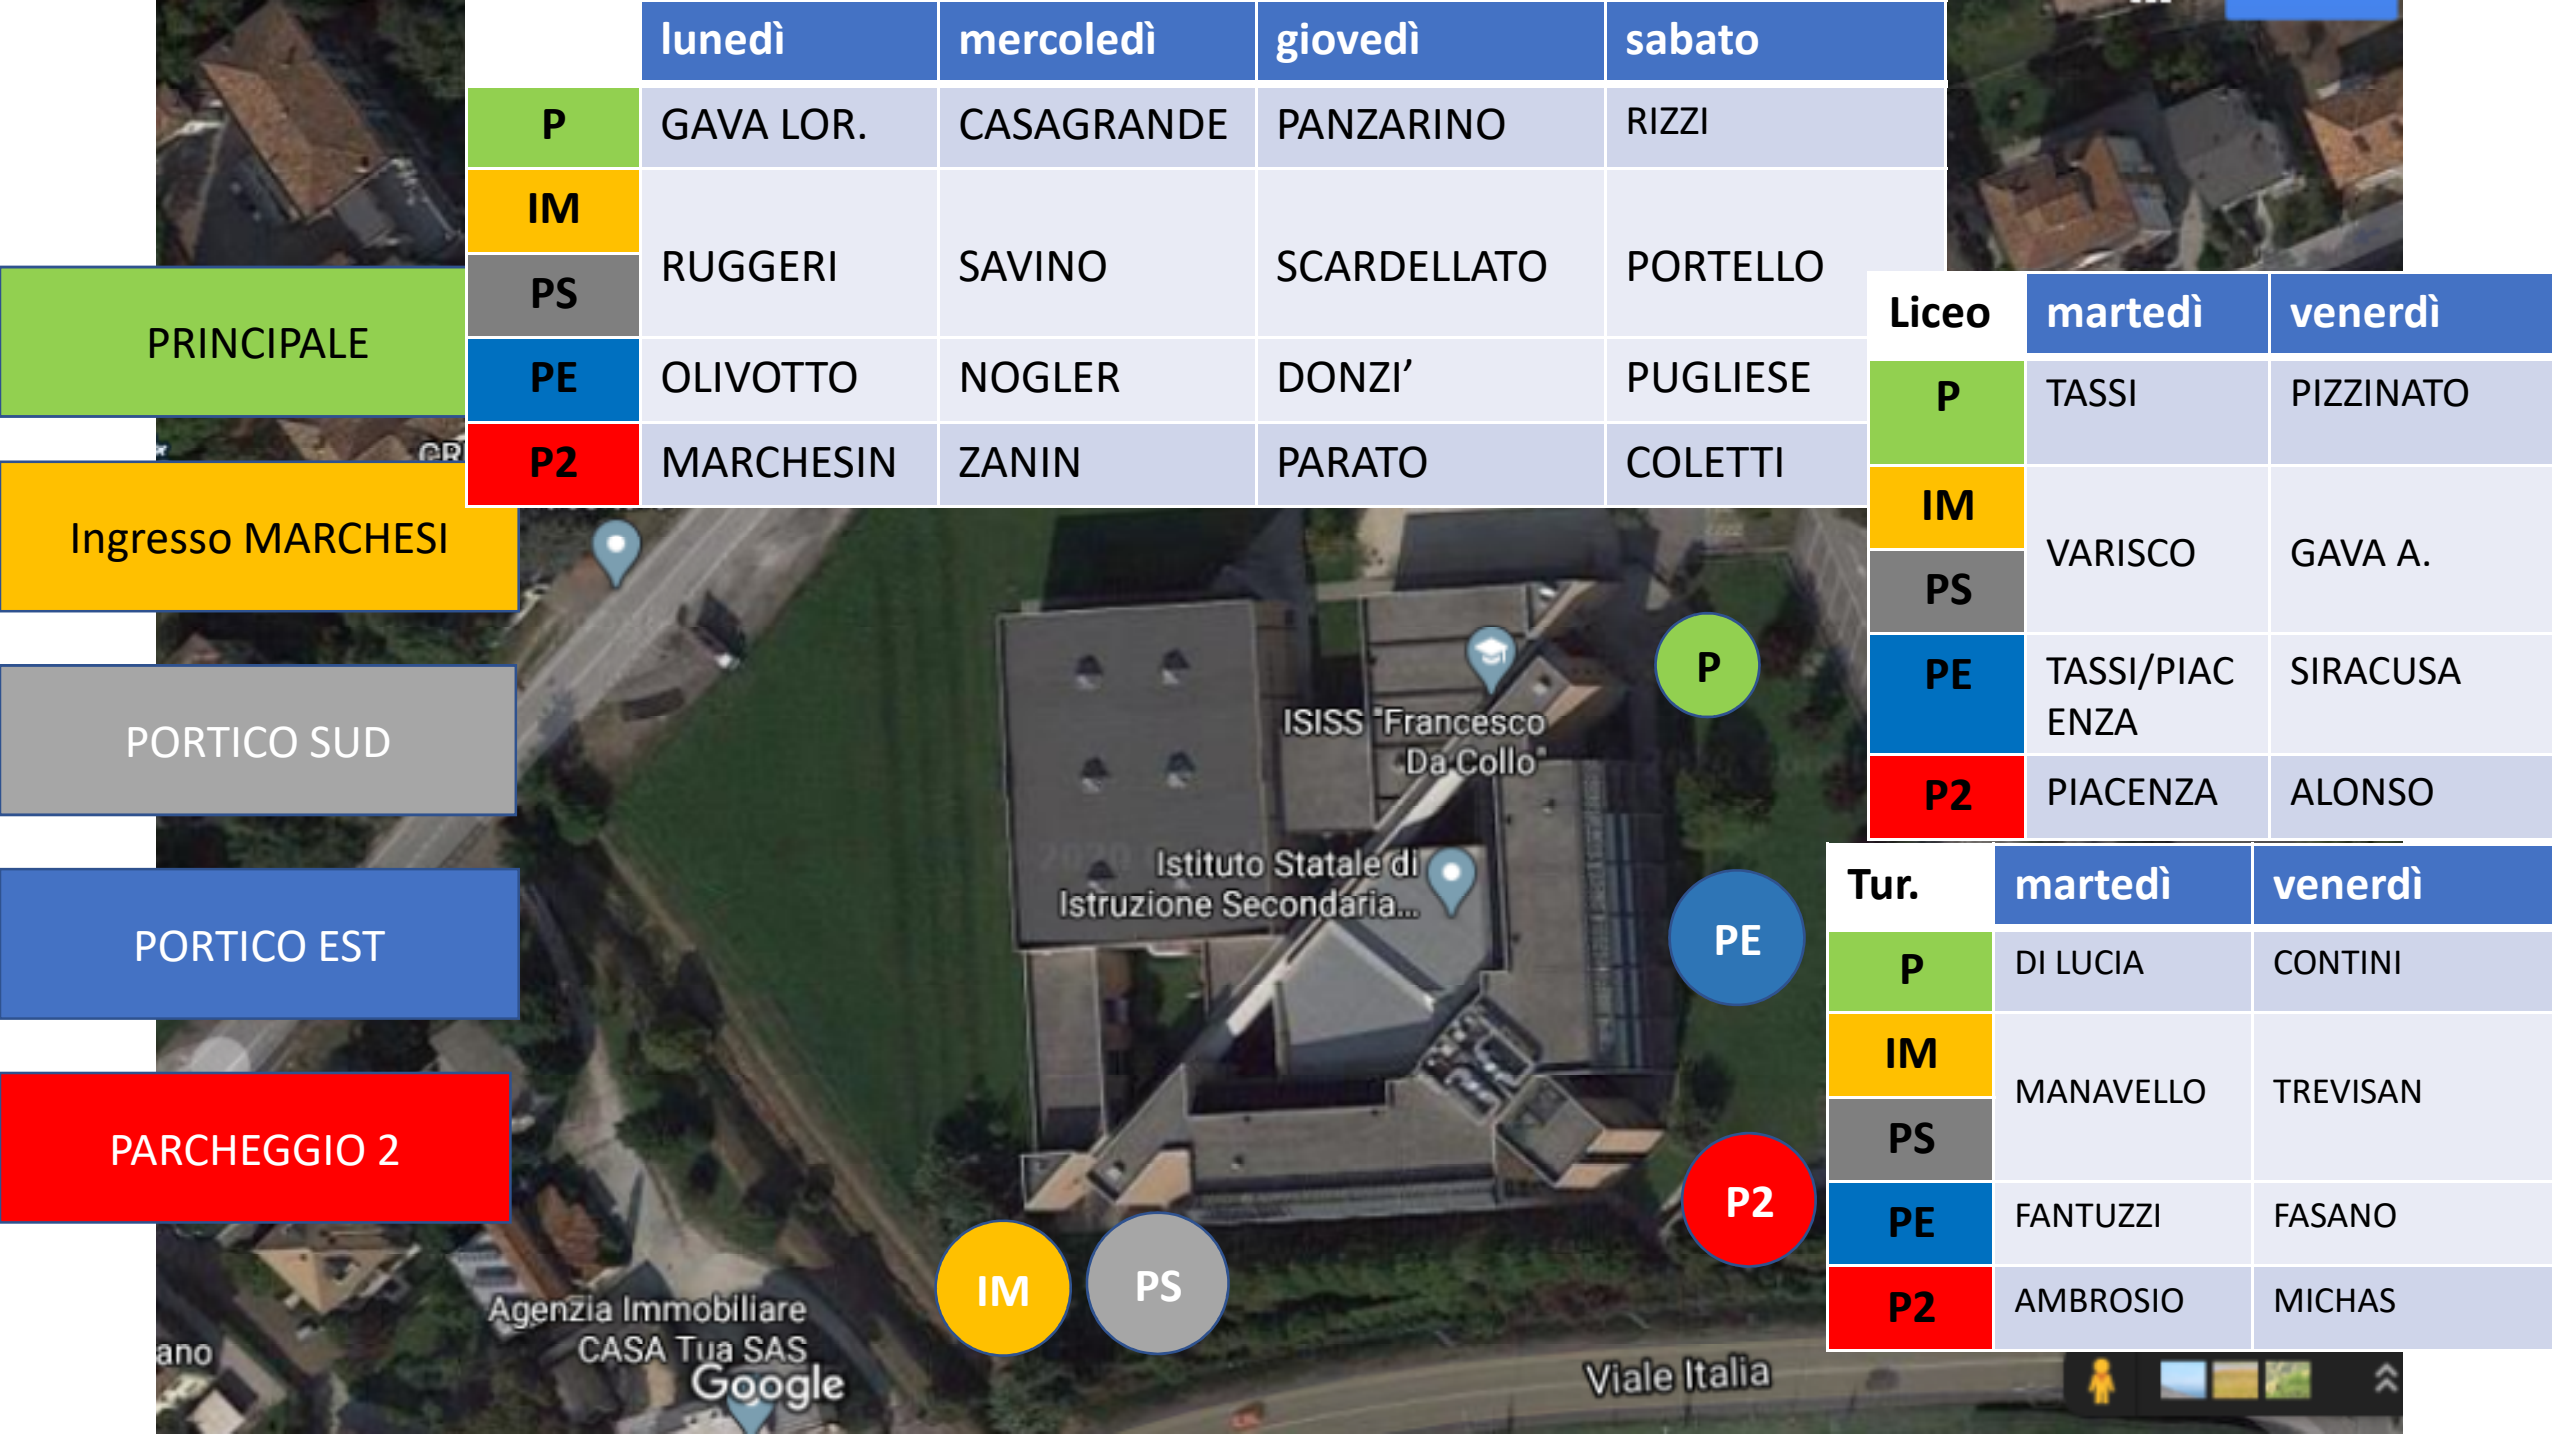 lunedì mercoledì giovedì sabato
P GAVA LOR. CASAGRANDE PANZARINO RIZZI
IM
RUGGERI SAVINO SCARDELLATO PORTELLO
PS
PE OLIVOTTO NOGLER DONZI’ PUGLIESE
P2 MARCHESIN ZANIN PARATO COLETTI
PRINCIPALE
Ingresso MARCHESI
PORTICO SUD
PORTICO EST
PARCHEGGIO 2
Liceo martedì venerdì
P TASSI PIZZINATO
IM
VARISCO GAVA A.
PS
PE TASSI/PIAC SIRACUSA
ENZA
P2 PIACENZA ALONSO
Tur. martedì venerdì
P DI LUCIA CONTINI
IM
MANAVELLO TREVISAN
PS
PE FANTUZZI FASANO
P2 AMBROSIO MICHAS
P
ISISS "Francesco
Da Collo"
Istituto Statale di
Istruzione Secondaria...
PE
P2
IM
PS
Agenzia Immobiliare
CASA Tua SAS
Google
Viale Italia
ano